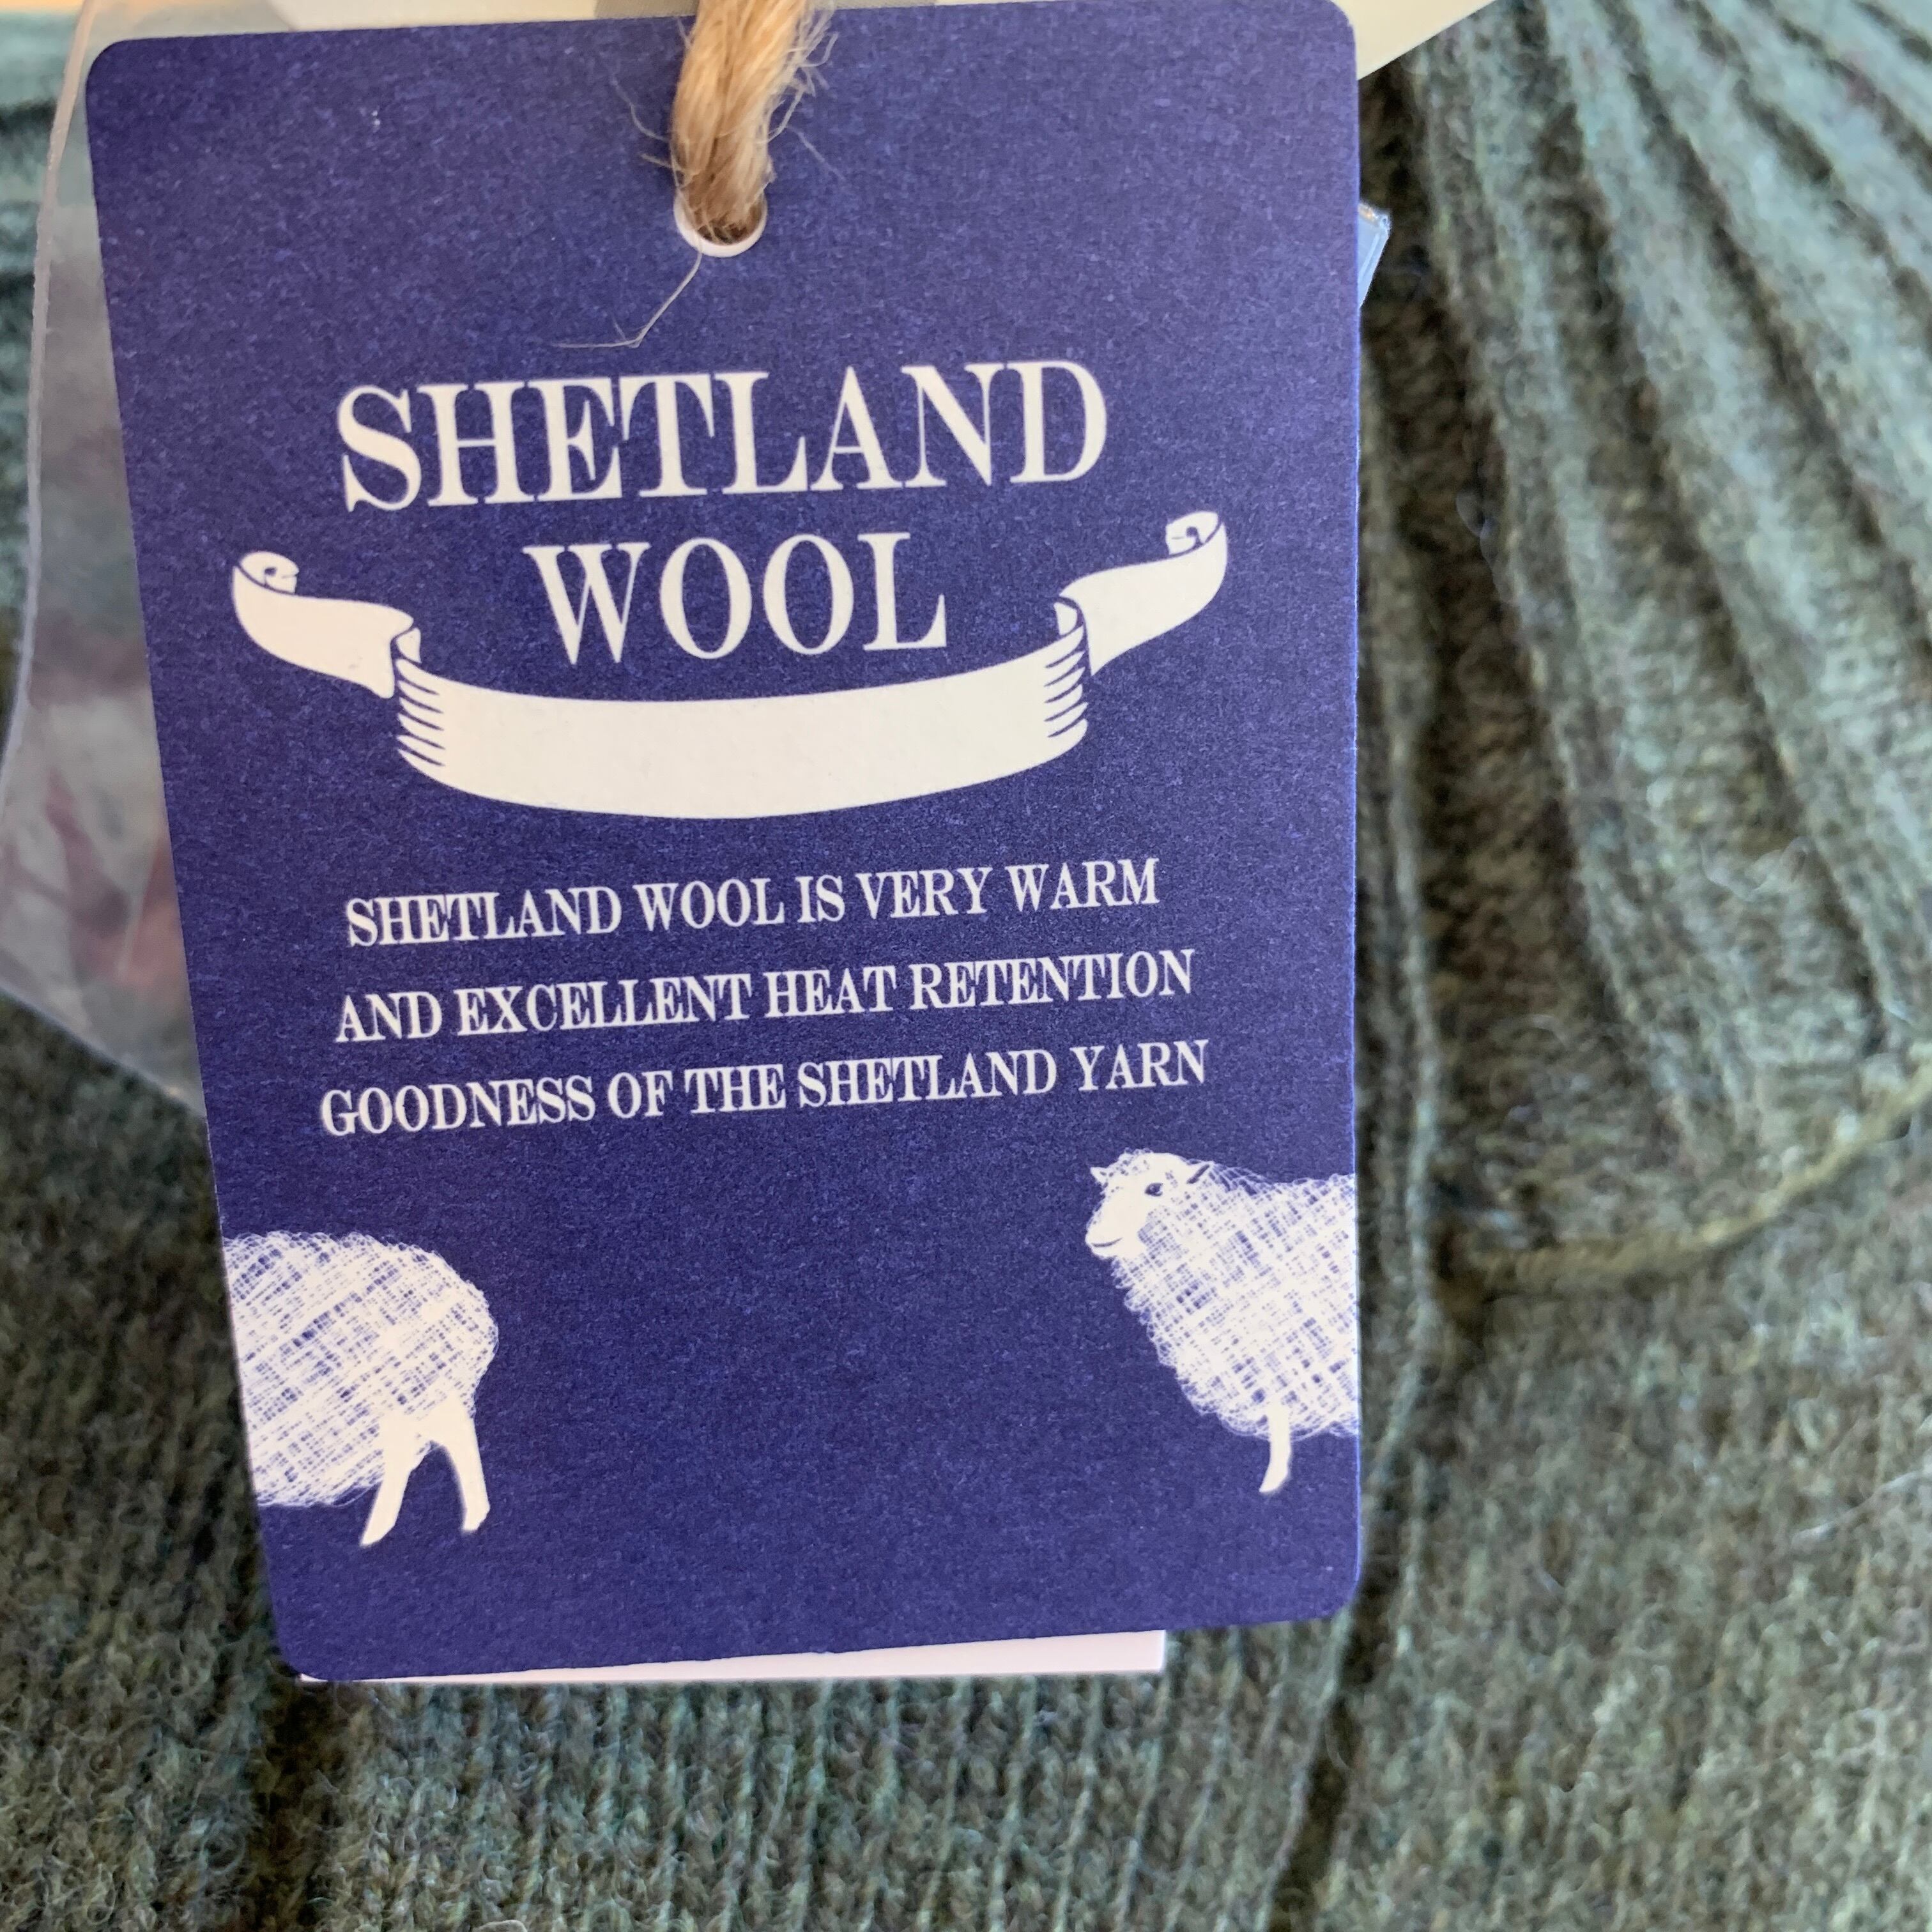 SHETLAND
WOOL
SHETLAND WOOL IS VERY WARM
AND EXCELLENT HEAT RETENTION
GOODNESS OF THE SHETLAND YARN